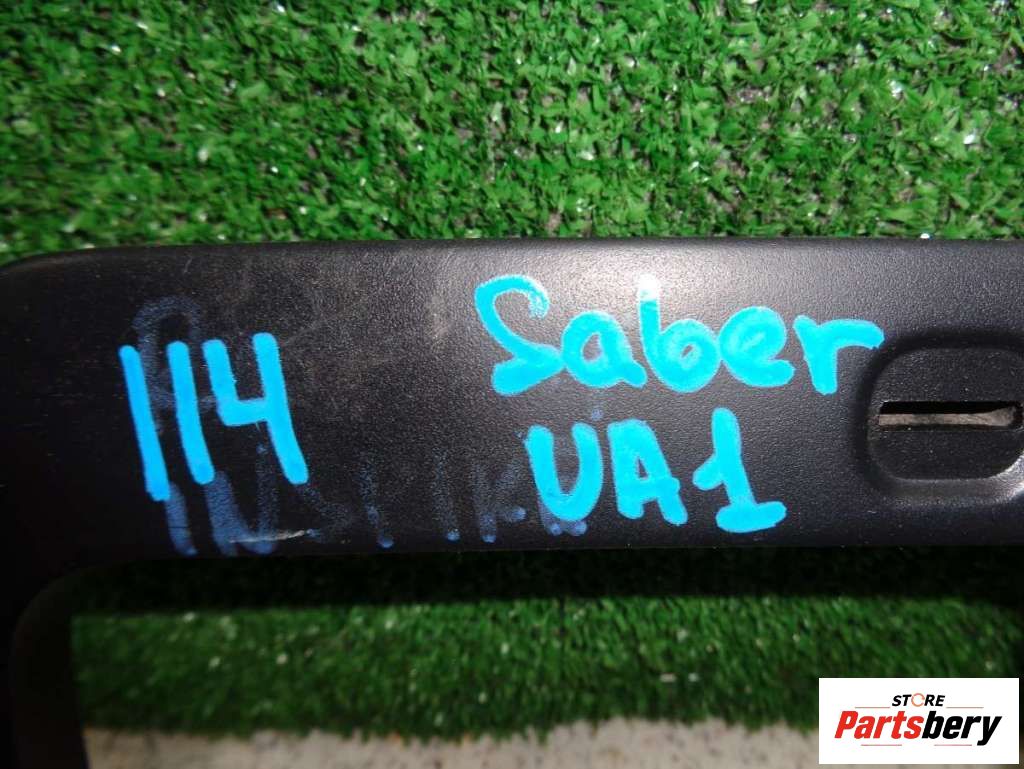 114
Saber
UA1
STORE
Partsbery